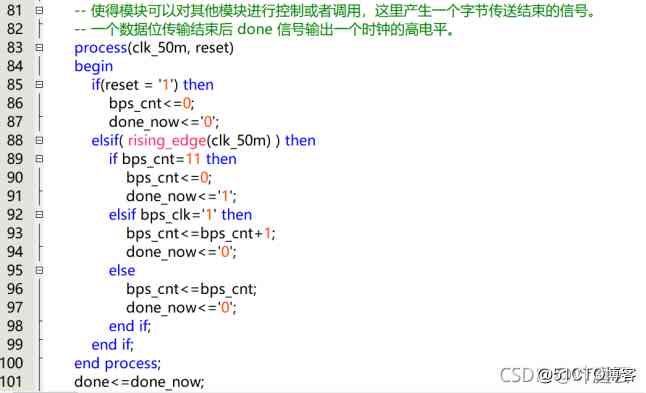 81 -- 使得模块可以对其他模块进行控制或者调用，这里产生一个字节传送结束的信号。
82 -- 一个数据位传输结束后 done 信号输出一个时钟的高电平。
83 process(clk_50m, reset)
84 begin
85 if(reset = '1') then
86 bps_cnt<=0;
87 done_now<='0';
88 elsif( rising_edge(clk_50m) ) then
89 if bps_cnt=11 then
90 bps_cnt<=0;
91 done_now<='1';
92 elsif bps_clk='1' then
93 bps_cnt<=bps_cnt+1;
94 done_now<='0';
95 else
96 bps_cnt<=bps_cnt;
97 done_now<='0';
98 end if;
99 end if;
100 end process;
101 done<=done_now;
CSD
@51CTO博客